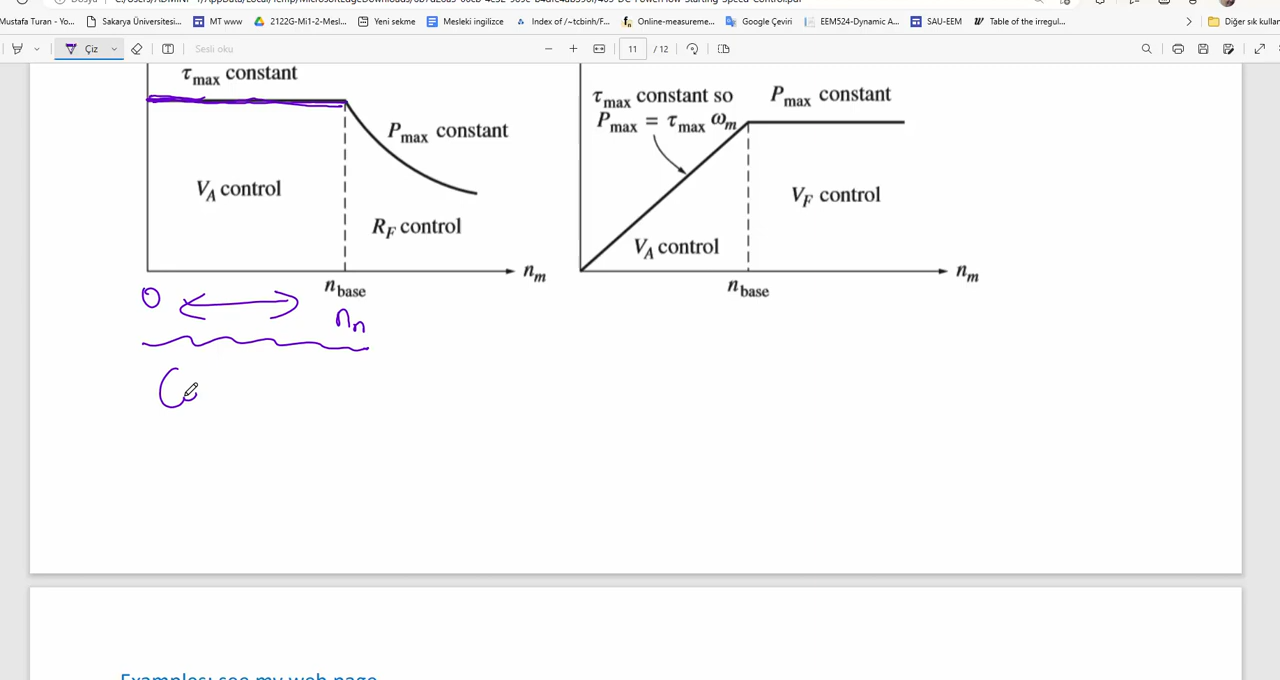 Dosya
Mustafa Turan - Yo...
Sakarya Üniversitesi...
MT www
2122G-Mi1-2-Mesl...
Yeni sekme
Mesleki ingilizce
Index of /~tcbinh/F...
Online-measureme...
Google Çeviri
EEM524-Dynamic A...
SAU-EEM
Table of the irregul...
Diğer sık kullan
Çiz
Sesli oku
11 / 12
τmax constant
Pmax constant
VA control
RF control
nbase
nm
τmax constant so
Pmax = τmax ωm
Pmax constant
VF control
VA control
nbase
nm
0
nn
Examples: see my web page